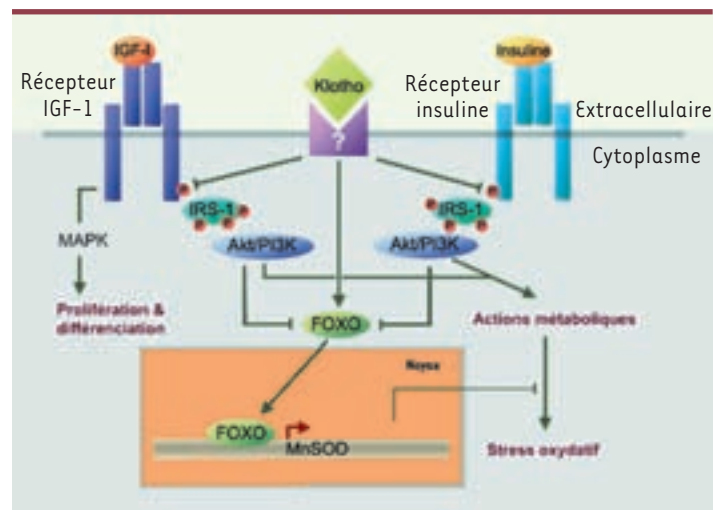 IGF-I
Insuline
Récepteur
IGF-1
Klotho
?
Récepteur
insuline
Extracellulaire
Cytoplasme
P
IRS-1
P
P
P
Akt/PI3K
P
P
IRS-1
P
P
P
Akt/PI3K
MAPK
Prolifération &
différenciation
FOXO
Actions métaboliques
Noyau
FOXO
MnSOD
Stress oxydatif